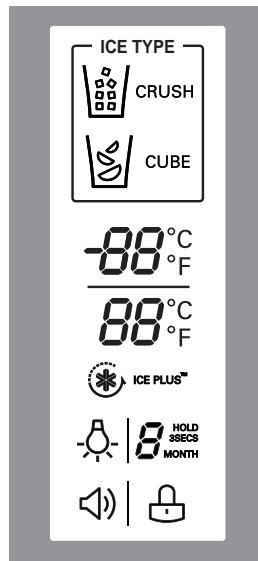 ICE TYPE
CRUSH
CUBE
-88°C
°F
88°C
°F
ICE PLUS™
8 HOLD
3SECS
MONTH